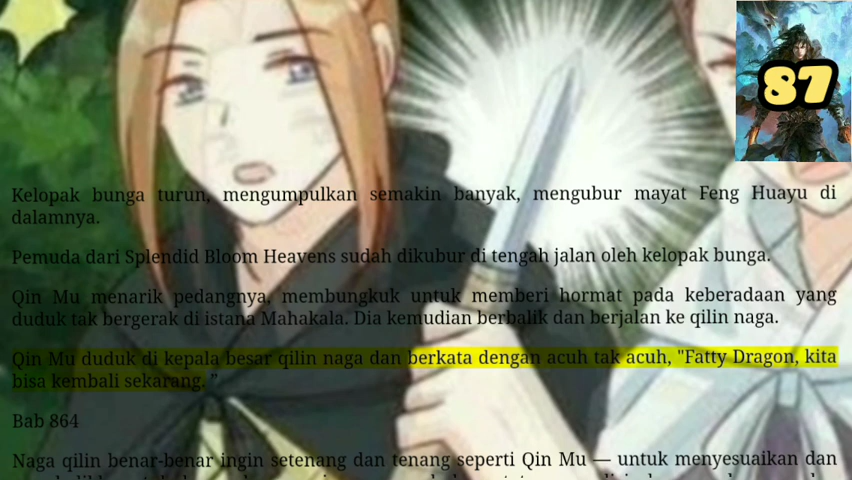 87
Kelopak bunga turun, mengumpulkan semakin banyak, mengubur mayat Feng Huayu di
dalamnya.
Pemuda dari Splendid Bloom Heavens sudah dikubur di tengah jalan oleh kelopak bunga.
Qin Mu menarik pedangnya, membungkuk untuk memberi hormat pada keberadaan yang
duduk tak bergerak di istana Mahakala. Dia kemudian berbalik dan berjalan ke qilin naga.
Qin Mu duduk di kepala besar qilin naga dan berkata dengan acuh tak acuh, "Fatty Dragon, kita
bisa kembali sekarang. ”
Bab 864
Naga qilin benar-benar ingin setenang dan tenang seperti Qin Mu — untuk menyesuaikan dan